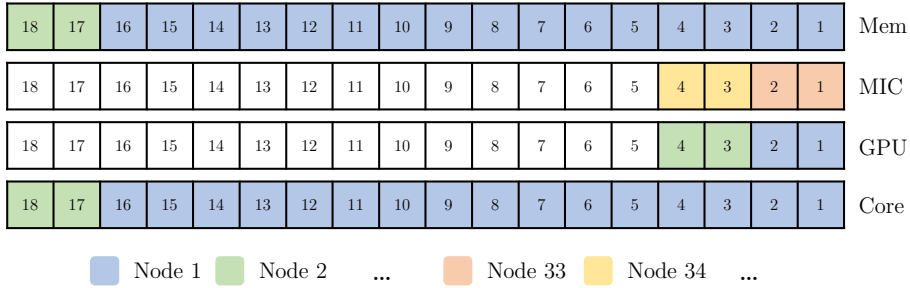 18 17 16 15 14 13 12 11 10 9 8 7 6 5 4 3 2 1 Mem
18 17 16 15 14 13 12 11 10 9 8 7 6 5 4 3 2 1 MIC
18 17 16 15 14 13 12 11 10 9 8 7 6 5 4 3 2 1 GPU
18 17 16 15 14 13 12 11 10 9 8 7 6 5 4 3 2 1 Core
Node 1 Node 2 ... Node 33 Node 34 ...